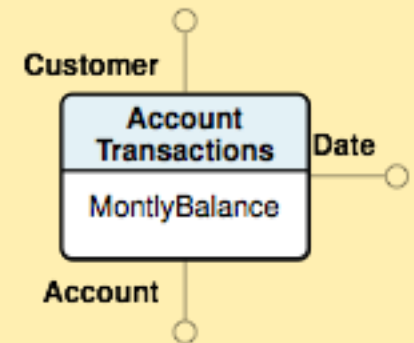 Customer
Account
Transactions
Date
MontlyBalance
Account